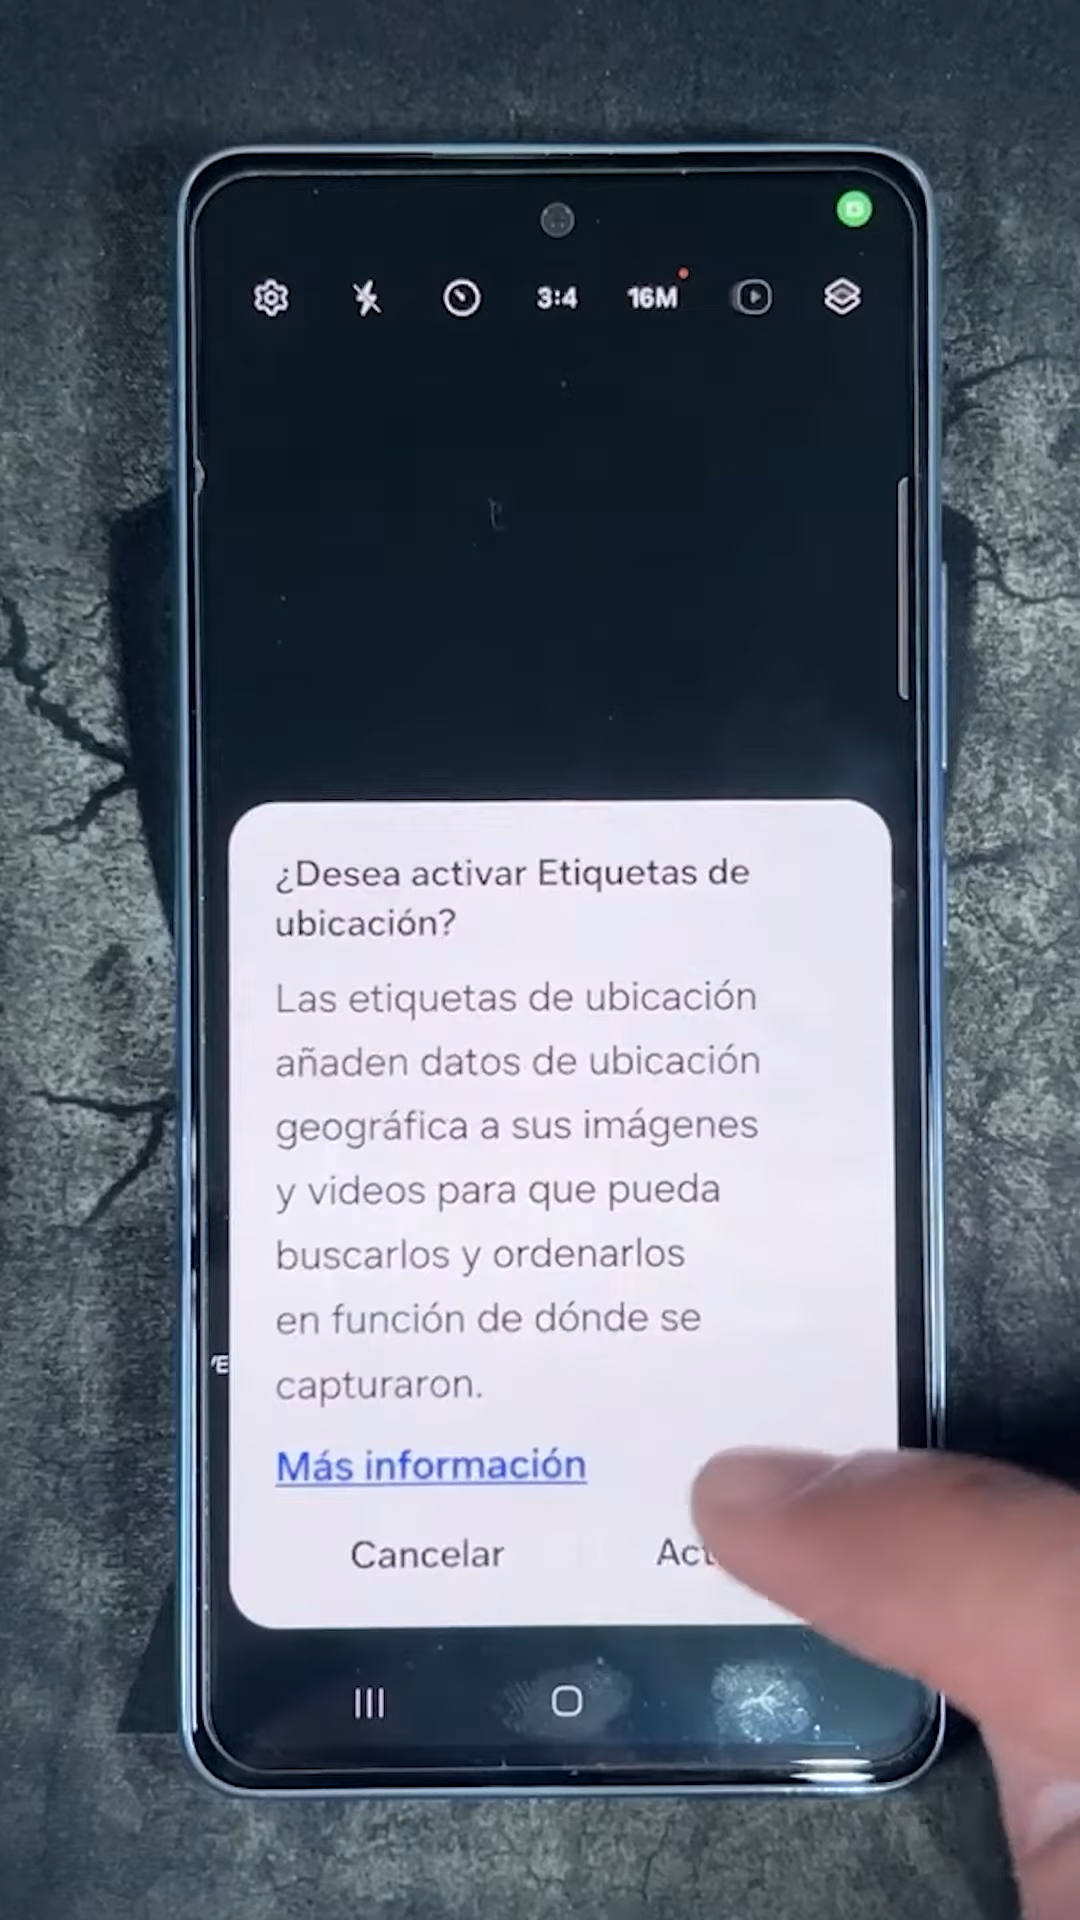 3:4 16M
¿Desea activar Etiquetas de
ubicación?
Las etiquetas de ubicación
añaden datos de ubicación
geográfica a sus imágenes
y videos para que pueda
buscarlos y ordenarlos
en función de dónde se
capturaron.
Más información
Cancelar